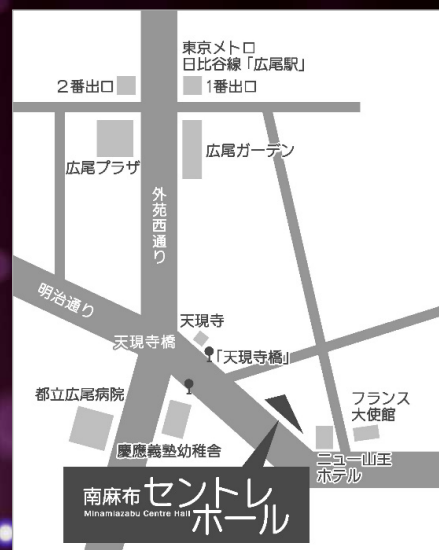 東京メトロ
日比谷線「広尾駅」
2番出口
1番出口
広尾プラザ
広尾ガーデン
外苑西通り
明治通り
天現寺
天現寺橋
「天現寺橋」
都立広尾病院
慶應義塾幼稚舎
フランス
大使館
ニュー山王
ホテル
南麻布セントレ
Minamiazabu Centre Hall
ホール